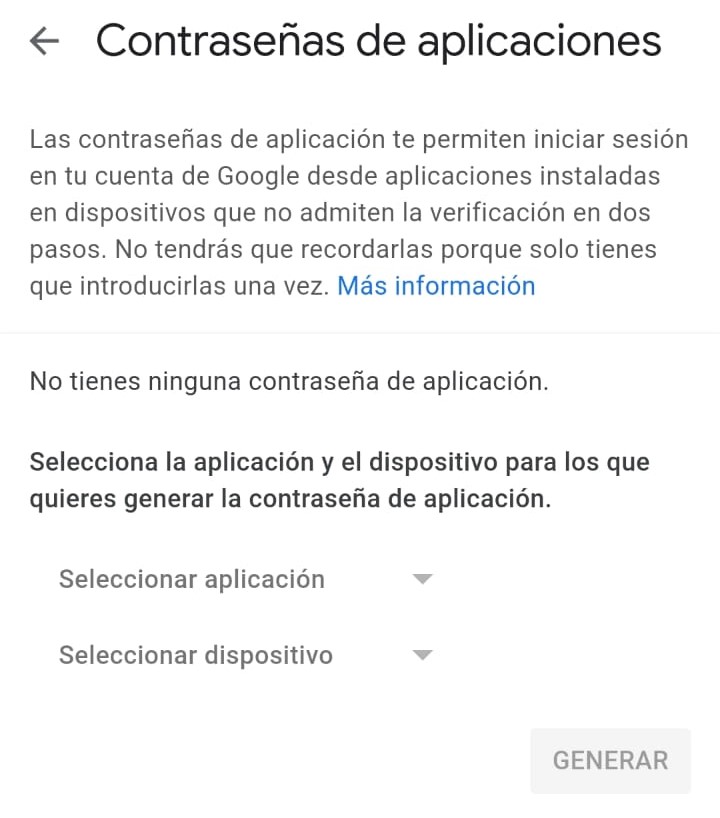 Contraseñas de aplicaciones
Las contraseñas de aplicación te permiten iniciar sesión
en tu cuenta de Google desde aplicaciones instaladas
en dispositivos que no admiten la verificación en dos
pasos. No tendrás que recordarlas porque solo tienes
que introducirlas una vez. Más información
No tienes ninguna contraseña de aplicación.
Selecciona la aplicación y el dispositivo para los que
quieres generar la contraseña de aplicación.
Seleccionar aplicación
Seleccionar dispositivo
GENERAR